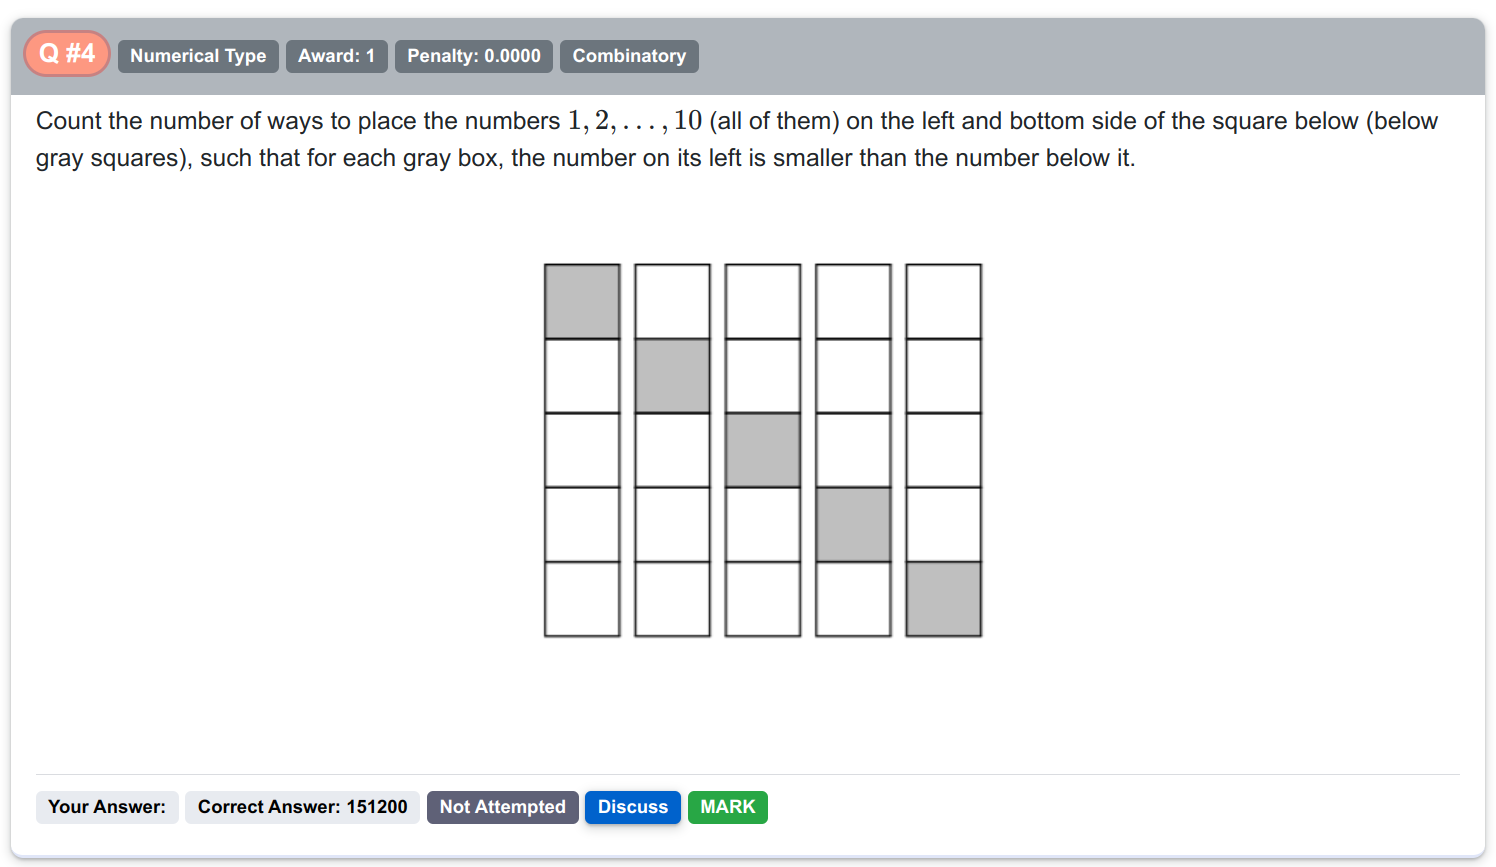 Q #4 Numerical Type Award: 1 Penalty: 0.0000 Combinatory
Count the number of ways to place the numbers 1, 2, . . . , 10 (all of them) on the left and bottom side of the square below (below
gray squares), such that for each gray box, the number on its left is smaller than the number below it.
Your Answer: Correct Answer: 151200 Not Attempted Discuss MARK